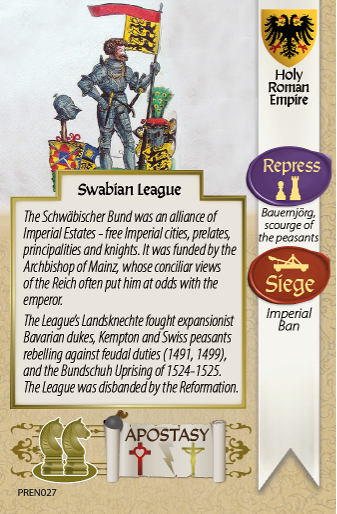 Holy
Roman
Empire
Repress
Bauernjörg,
scourge of
the peasants
Siege
Imperial
Ban
Swabian League
The Schwäbischer Bund was an alliance of
Imperial Estates - free Imperial cities, prelates,
principalities and knights. It was funded by the
Archbishop of Mainz, whose conciliar views
of the Reich often put him at odds with the
emperor.
The League's Landsknechte fought expansionist
Bavarian dukes, Kempton and Swiss peasants
rebelling against feudal duties (1491, 1499),
and the Bundschuh Uprising of 1524-1525.
The League was disbanded by the Reformation.
APOSTASY
PREN027